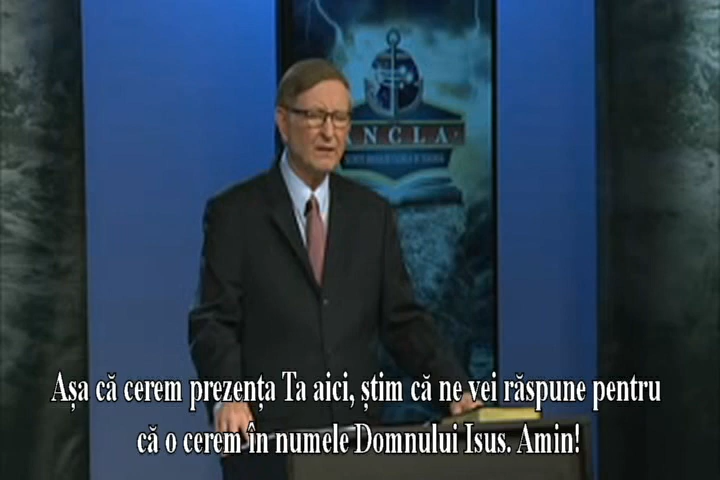 ANCLA
Așa că cerem prezența Ta aici, știm că ne vei răspune pentru
că o cerem în numele Domnului Isus. Amin!